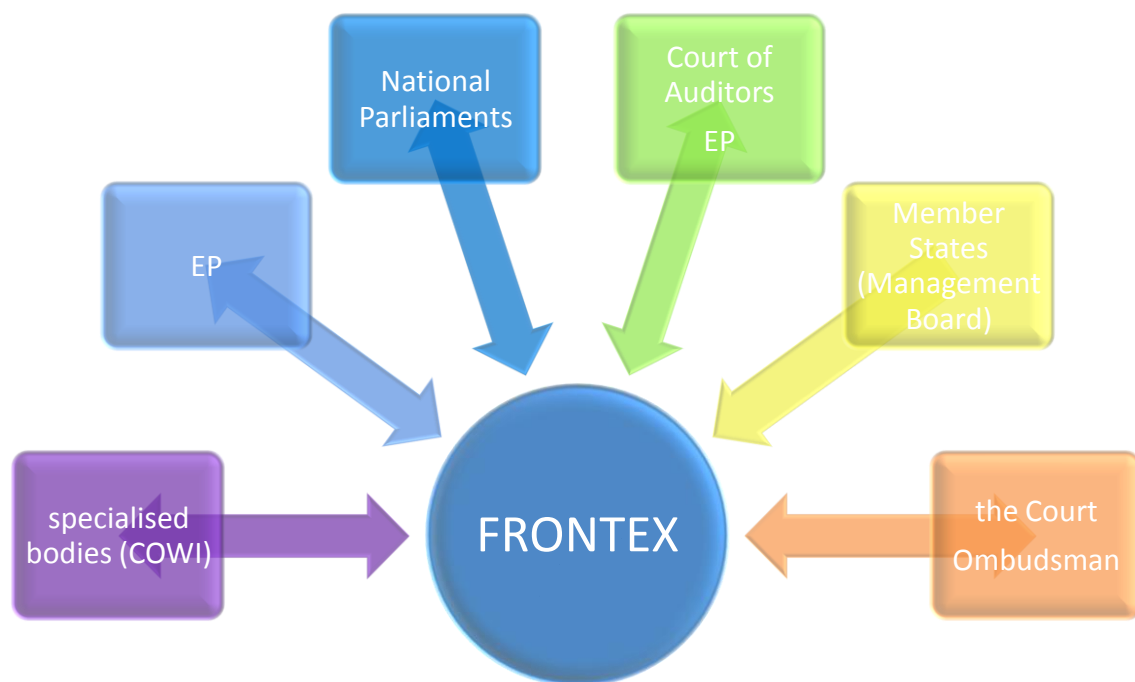 National
Parliaments
Court of
Auditors
EP
EP
Member
States
(Management
Board)
specialised
bodies (COWI)
FRONTEX
the Court
Ombudsman